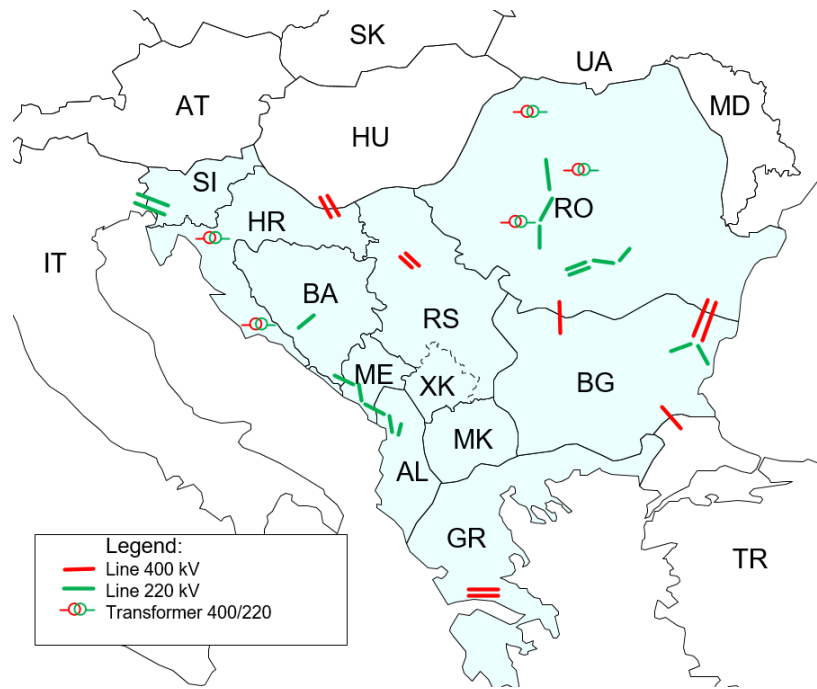 SK
UA
AT
MD
HU
SI
RO
HR
IT
BA
RS
ME
XK
BG
MK
AL
GR
TR
Legend:
Line 400 kV
Line 220 kV
Transformer 400/220